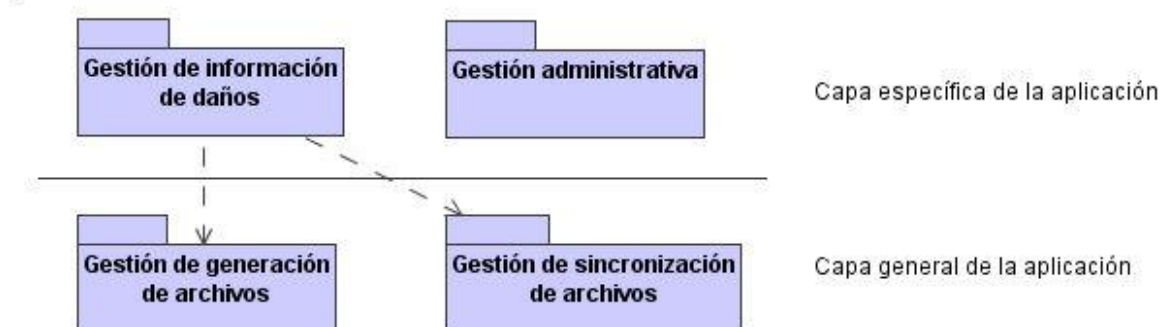 Gestión de información
de daños
Gestión administrativa
Capa específica de la aplicación
Gestión de generación
de archivos
Gestión de sincronización
de archivos
Capa general de la aplicación